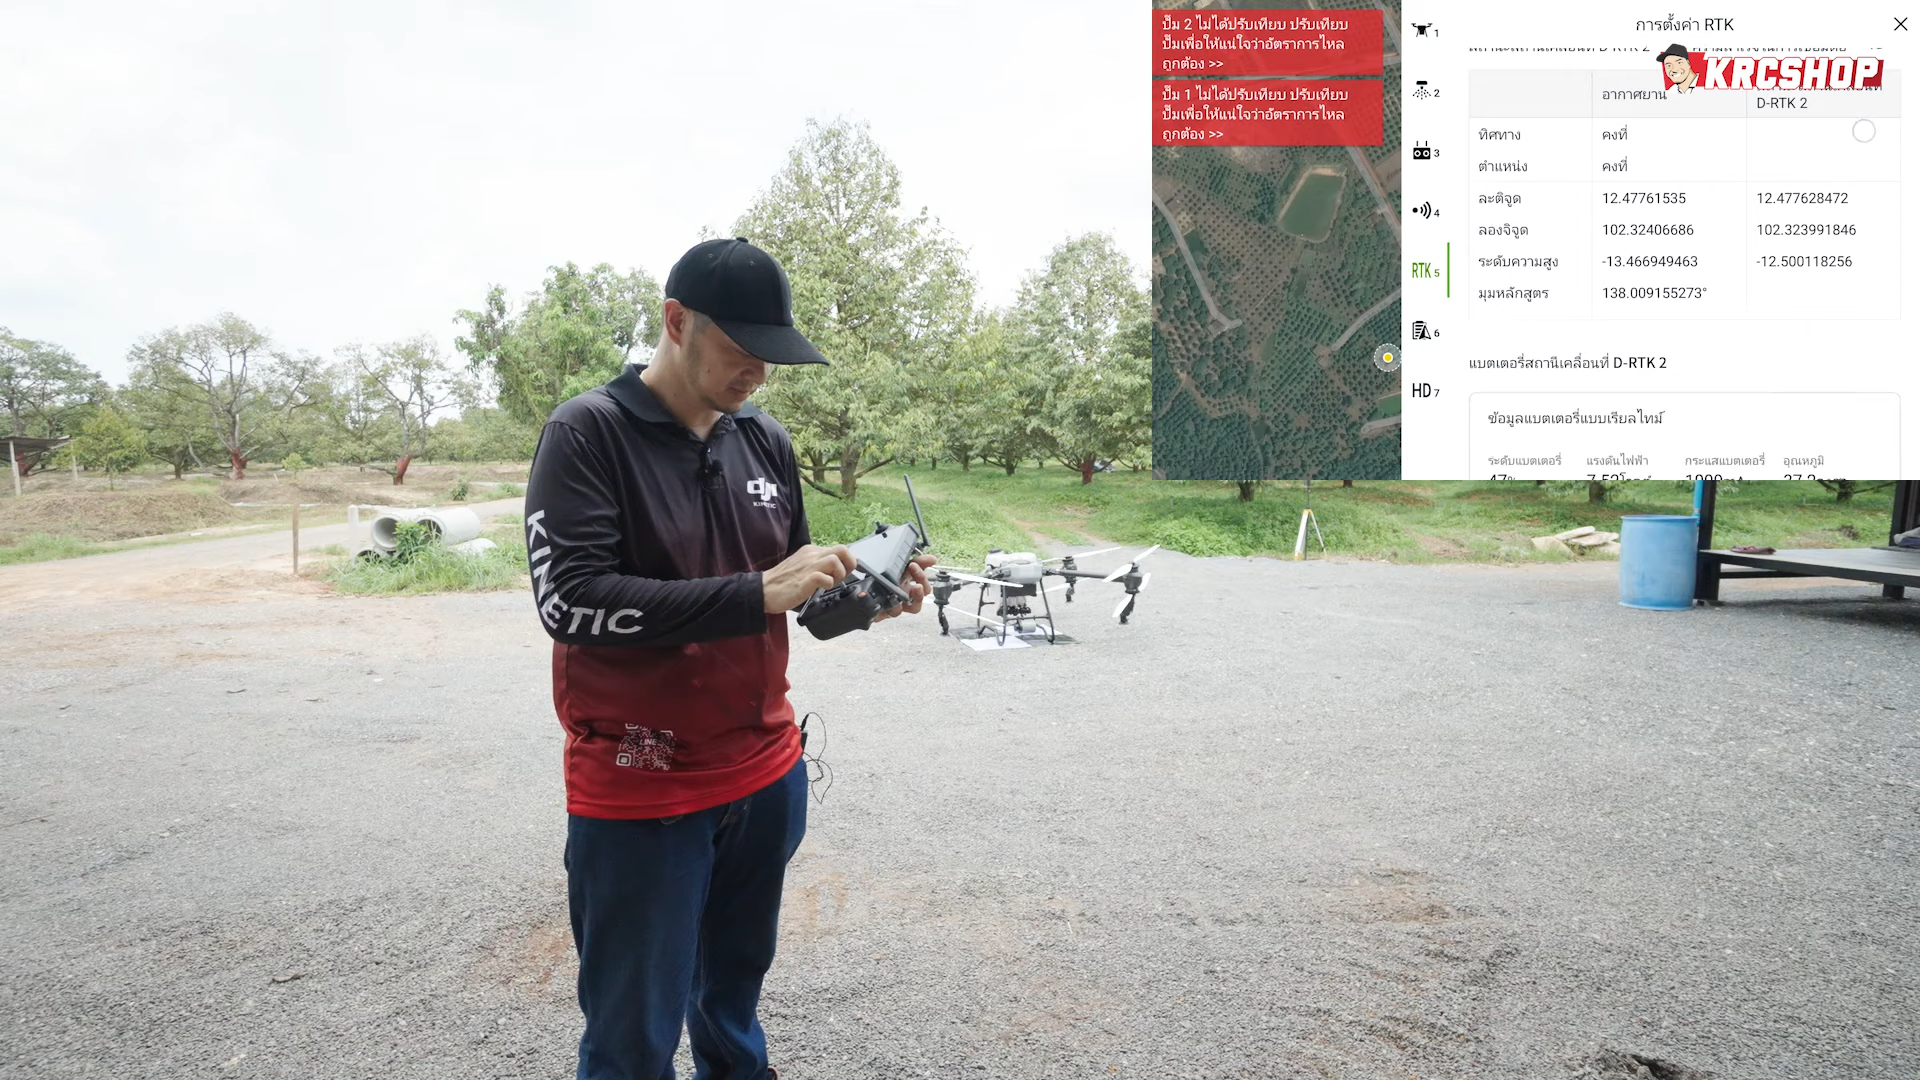 ปั๊ม 2 ไม่ได้ปรับเทียบ ปรับเทียบ
ปั๊มเพื่อให้แน่ใจว่าอัตราการไหล
ถูกต้อง >>
ปั๊ม 1 ไม่ได้ปรับเทียบ ปรับเทียบ
ปั๊มเพื่อให้แน่ใจว่าอัตราการไหล
ถูกต้อง >>
1
2
3
4
RTK 5
6
HD 7
การตั้งค่า RTK
KRCSHOP
อากาศยาน
D-RTK 2
ทิศทาง คงที่
ตำแหน่ง คงที่
ละติจูด 12.47761535 12.477628472
ลองจิจูด 102.32406686 102.323991846
ระดับความสูง -13.466949463 -12.500118256
มุมหลักสูตร 138.009155273°
แบตเตอรี่สถานีเคลื่อนที่ D-RTK 2
ข้อมูลแบตเตอรี่แบบเรียลไทม์
ระดับแบตเตอรี่ แรงดันไฟฟ้า กระแสแบตเตอรี่ อุณหภูมิ
dji
KINETIC
KINETIC
LINE